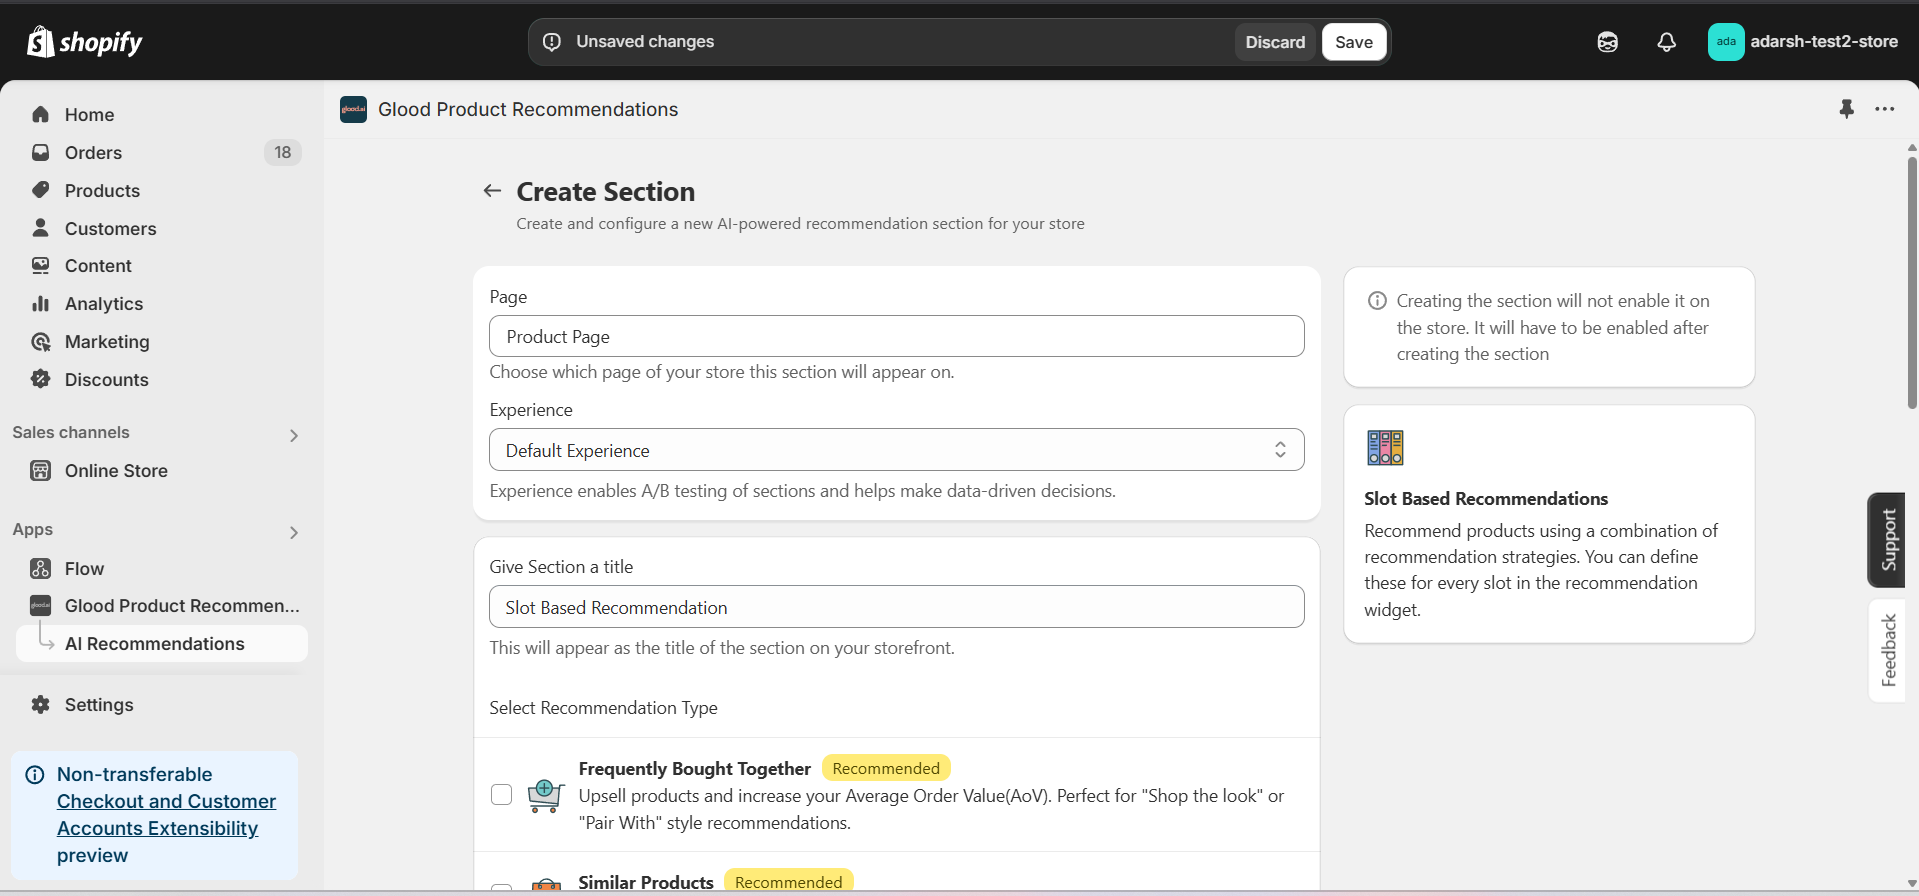 shopify
Unsaved changes
Discard
Save
ada
adarsh-test2-store
Home
Orders
18
Products
Customers
Content
Analytics
Marketing
Discounts
Sales channels
Online Store
Apps
Flow
glood.ai
Glood Product Recommen...
AI Recommendations
Settings
Non-transferable
Checkout and Customer
Accounts Extensibility
preview
glood.ai
Glood Product Recommendations
Create Section
Create and configure a new AI-powered recommendation section for your store
Page
Product Page
Choose which page of your store this section will appear on.
Experience
Default Experience
Experience enables A/B testing of sections and helps make data-driven decisions.
Give Section a title
Slot Based Recommendation
This will appear as the title of the section on your storefront.
Select Recommendation Type
Frequently Bought Together
Recommended
Upsell products and increase your Average Order Value(AoV). Perfect for "Shop the look" or
"Pair With" style recommendations.
Similar Products
Recommended
Creating the section will not enable it on
the store. It will have to be enabled after
creating the section
Slot Based Recommendations
Recommend products using a combination of
recommendation strategies. You can define
these for every slot in the recommendation
widget.
Support
Feedback